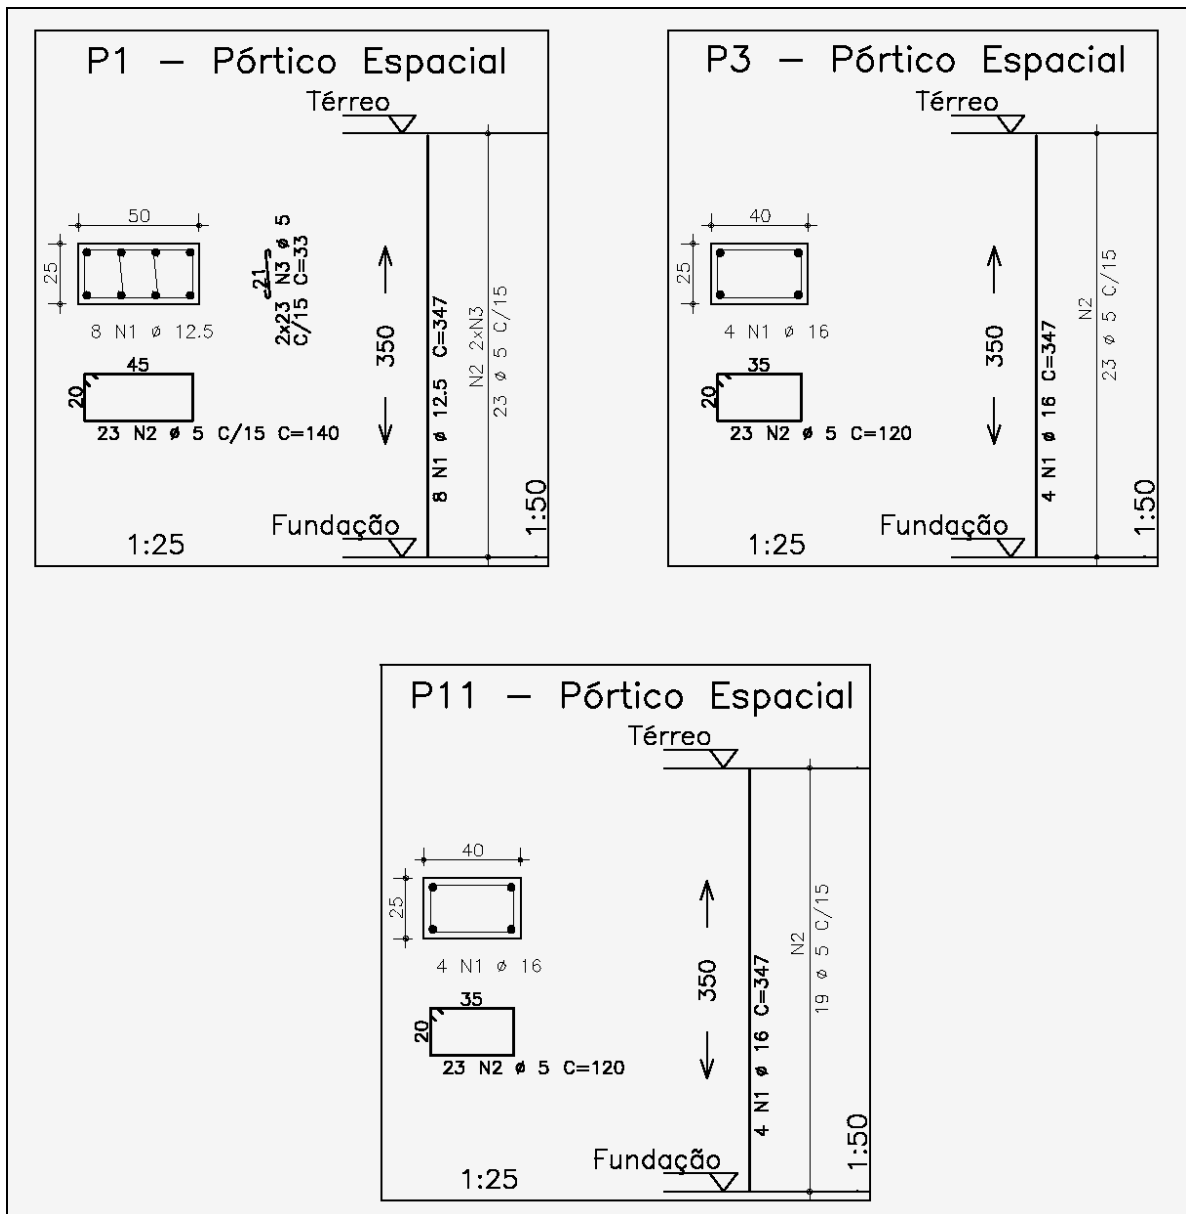 P1 – Pórtico Espacial
Térreo
50
25
8 N1 ø 12.5
21
2x23 N3 ø 5
C/15 C=33
45
20
23 N2 ø 5 C/15 C=140
350
8 N1 ø 12.5 C=347
N2 2xN3
23 ø 5 C/15
Fundação
1:25
1:50
P3 – Pórtico Espacial
Térreo
40
25
4 N1 ø 16
35
20
23 N2 ø 5 C=120
350
4 N1 ø 16 C=347
N2
23 ø 5 C/15
Fundação
1:25
1:50
P11 – Pórtico Espacial
Térreo
40
25
4 N1 ø 16
35
20
23 N2 ø 5 C=120
350
4 N1 ø 16 C=347
N2
19 ø 5 C/15
Fundação
1:25
1:50